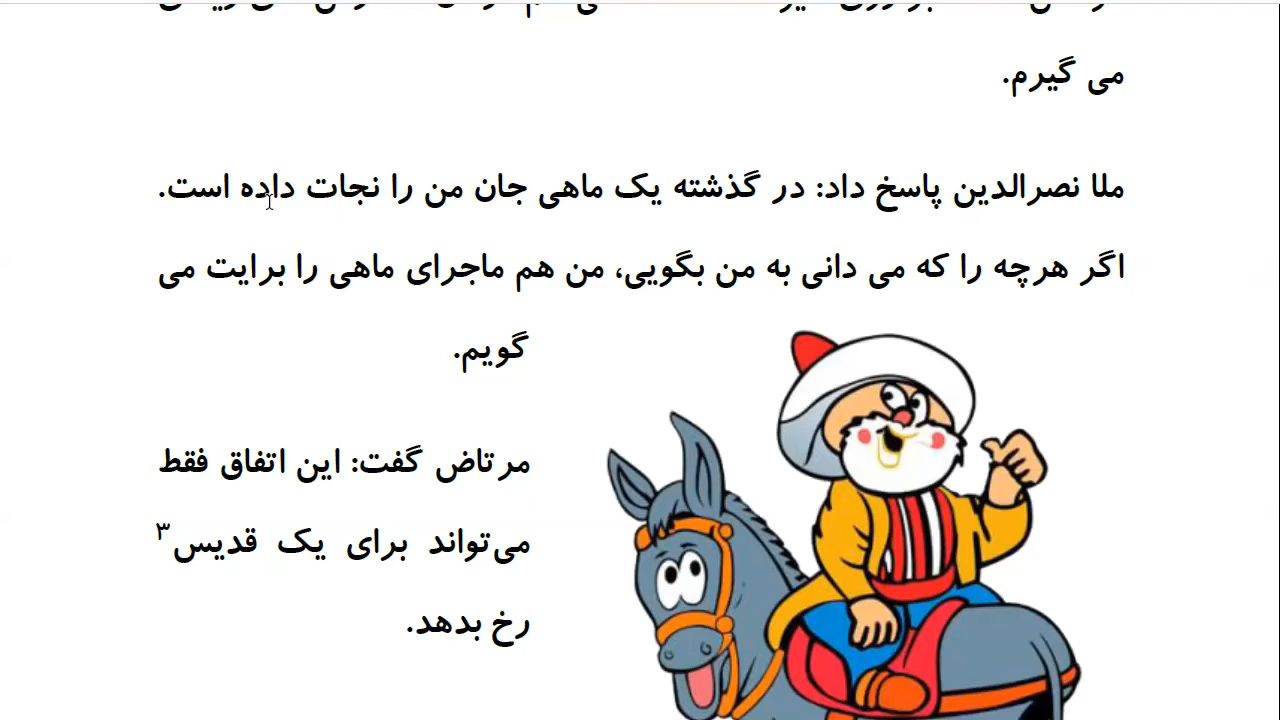 می گیرم.
ملا نصرالدین پاسخ داد: در گذشته یک ماهی جان من را نجات داده است.
اگر هرچه را که می دانی به من بگویی، من هم ماجرای ماهی را برایت می
گویم.
مرتاض گفت: این اتفاق فقط
می‌تواند برای یک قدیس۳
رخ بدهد.